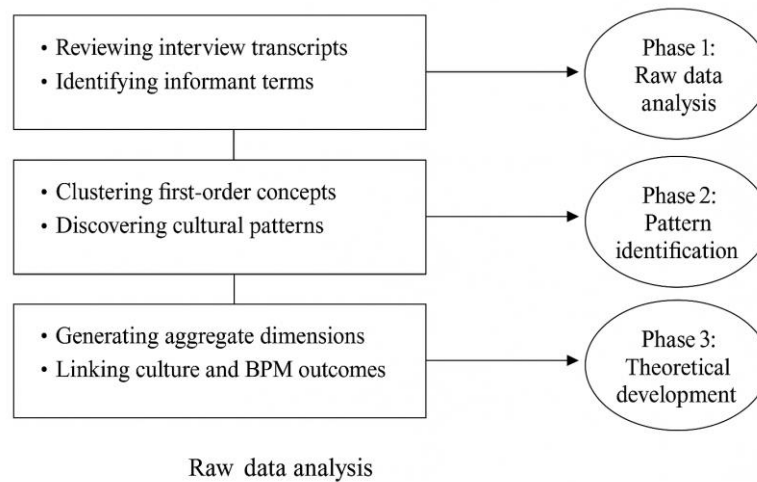 • Reviewing interview transcripts
• Identifying informant terms
Phase 1:
Raw data
analysis
• Clustering first-order concepts
• Discovering cultural patterns
Phase 2:
Pattern
identification
• Generating aggregate dimensions
• Linking culture and BPM outcomes
Phase 3:
Theoretical
development
Raw data analysis